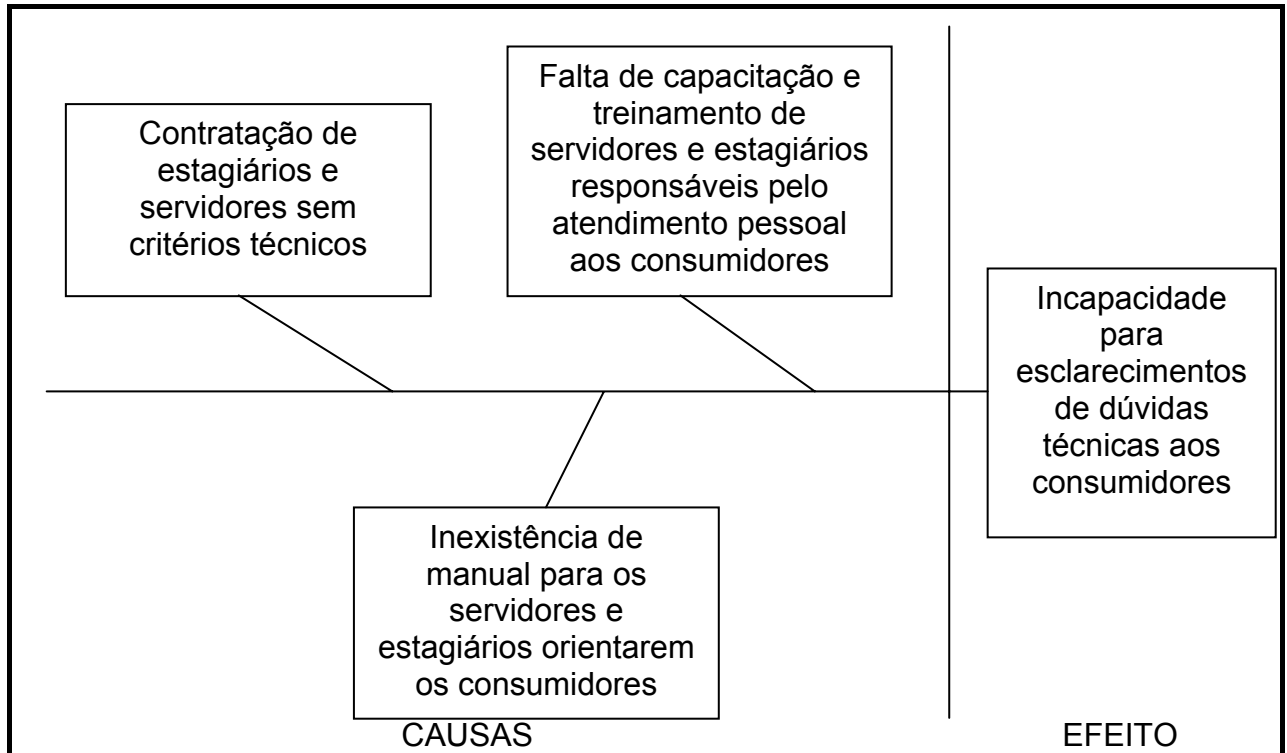 Contratação de
estagiários e
servidores sem
critérios técnicos
Falta de capacitação e
treinamento de
servidores e estagiários
responsáveis pelo
atendimento pessoal
aos consumidores
Inexistência de
manual para os
servidores e
estagiários orientarem
os consumidores
Incapacidade
para
esclarecimentos
de dúvidas
técnicas aos
consumidores
CAUSAS
EFEITO